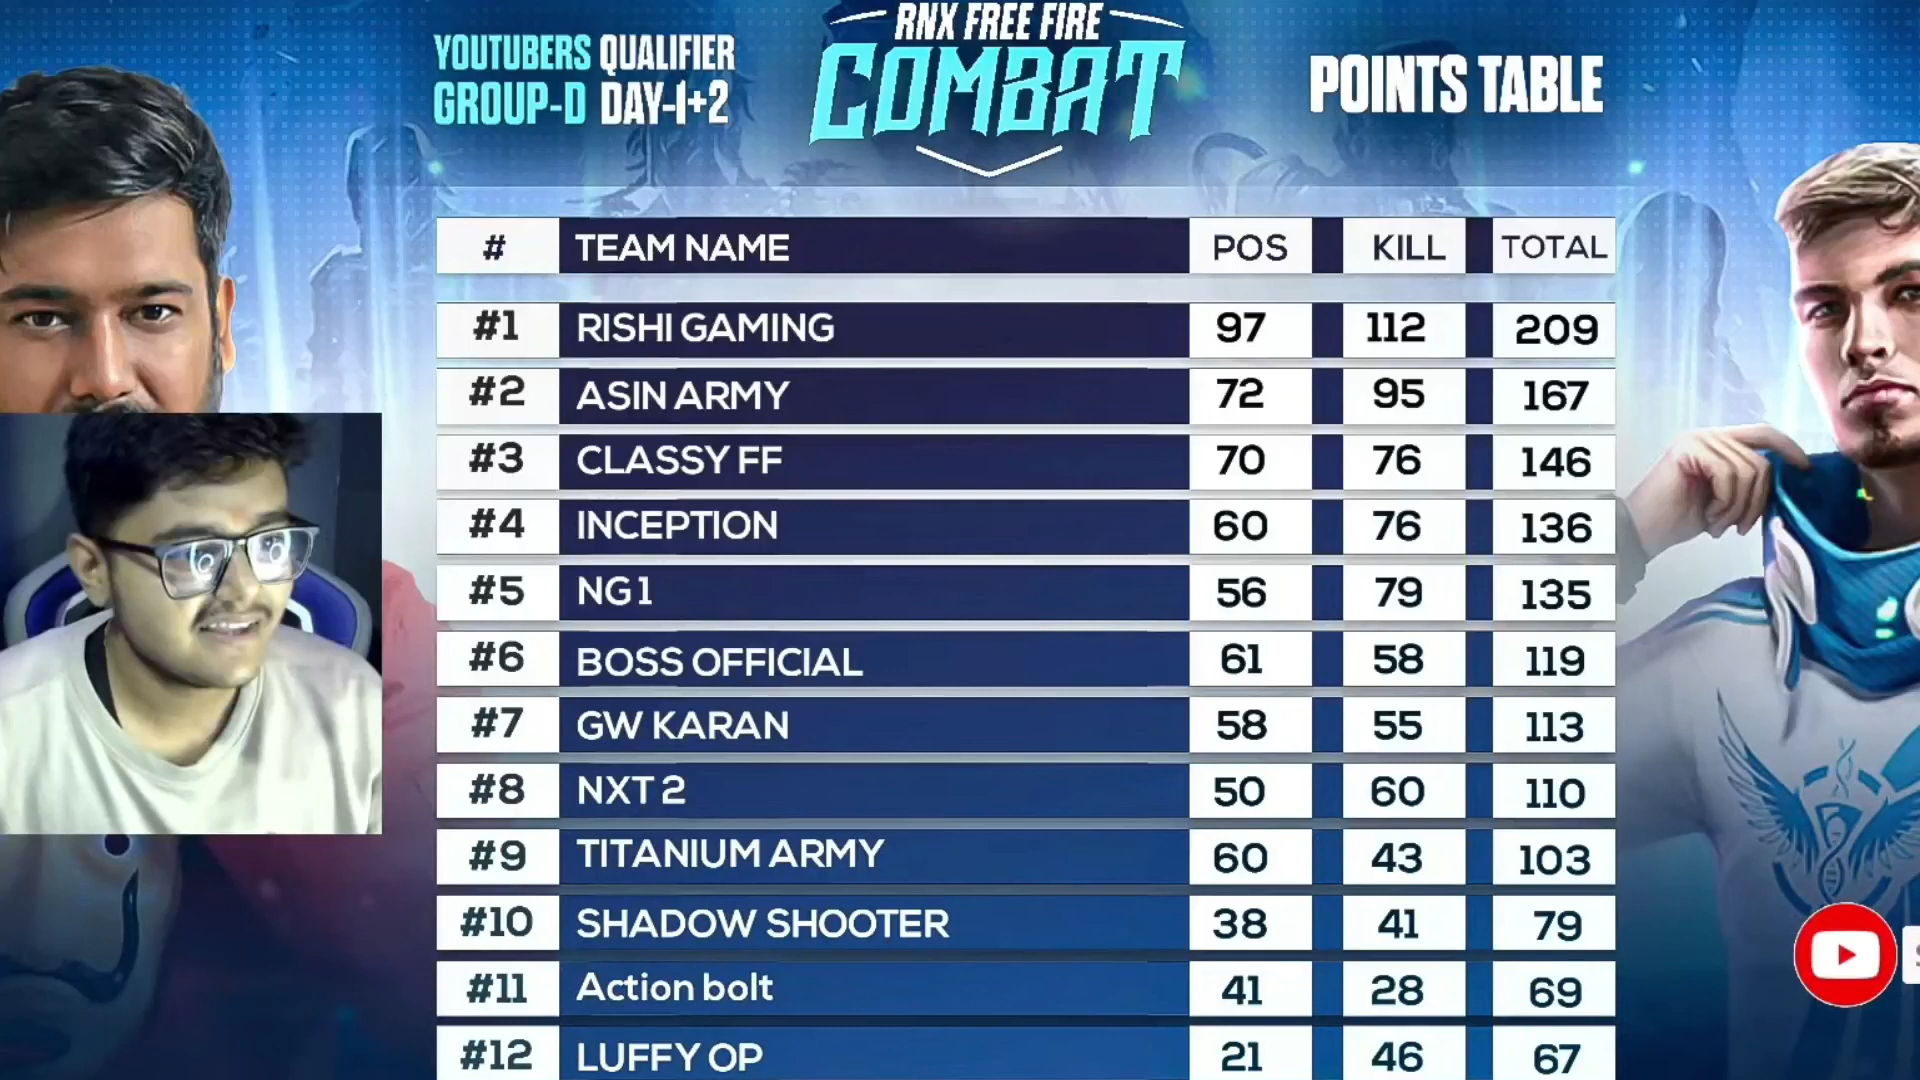 YOUTUBERS QUALIFIER
GROUP-D DAY-1+2
RNX FREE FIRE
COMBAT
POINTS TABLE
# TEAM NAME POS KILL TOTAL
#1 RISHI GAMING 97 112 209
#2 ASIN ARMY 72 95 167
#3 CLASSY FF 70 76 146
#4 INCEPTION 60 76 136
#5 NG 1 56 79 135
#6 BOSS OFFICIAL 61 58 119
#7 GW KARAN 58 55 113
#8 NXT 2 50 60 110
#9 TITANIUM ARMY 60 43 103
#10 SHADOW SHOOTER 38 41 79
#11 Action bolt 41 28 69
#12 LUFFY OP 21 46 67